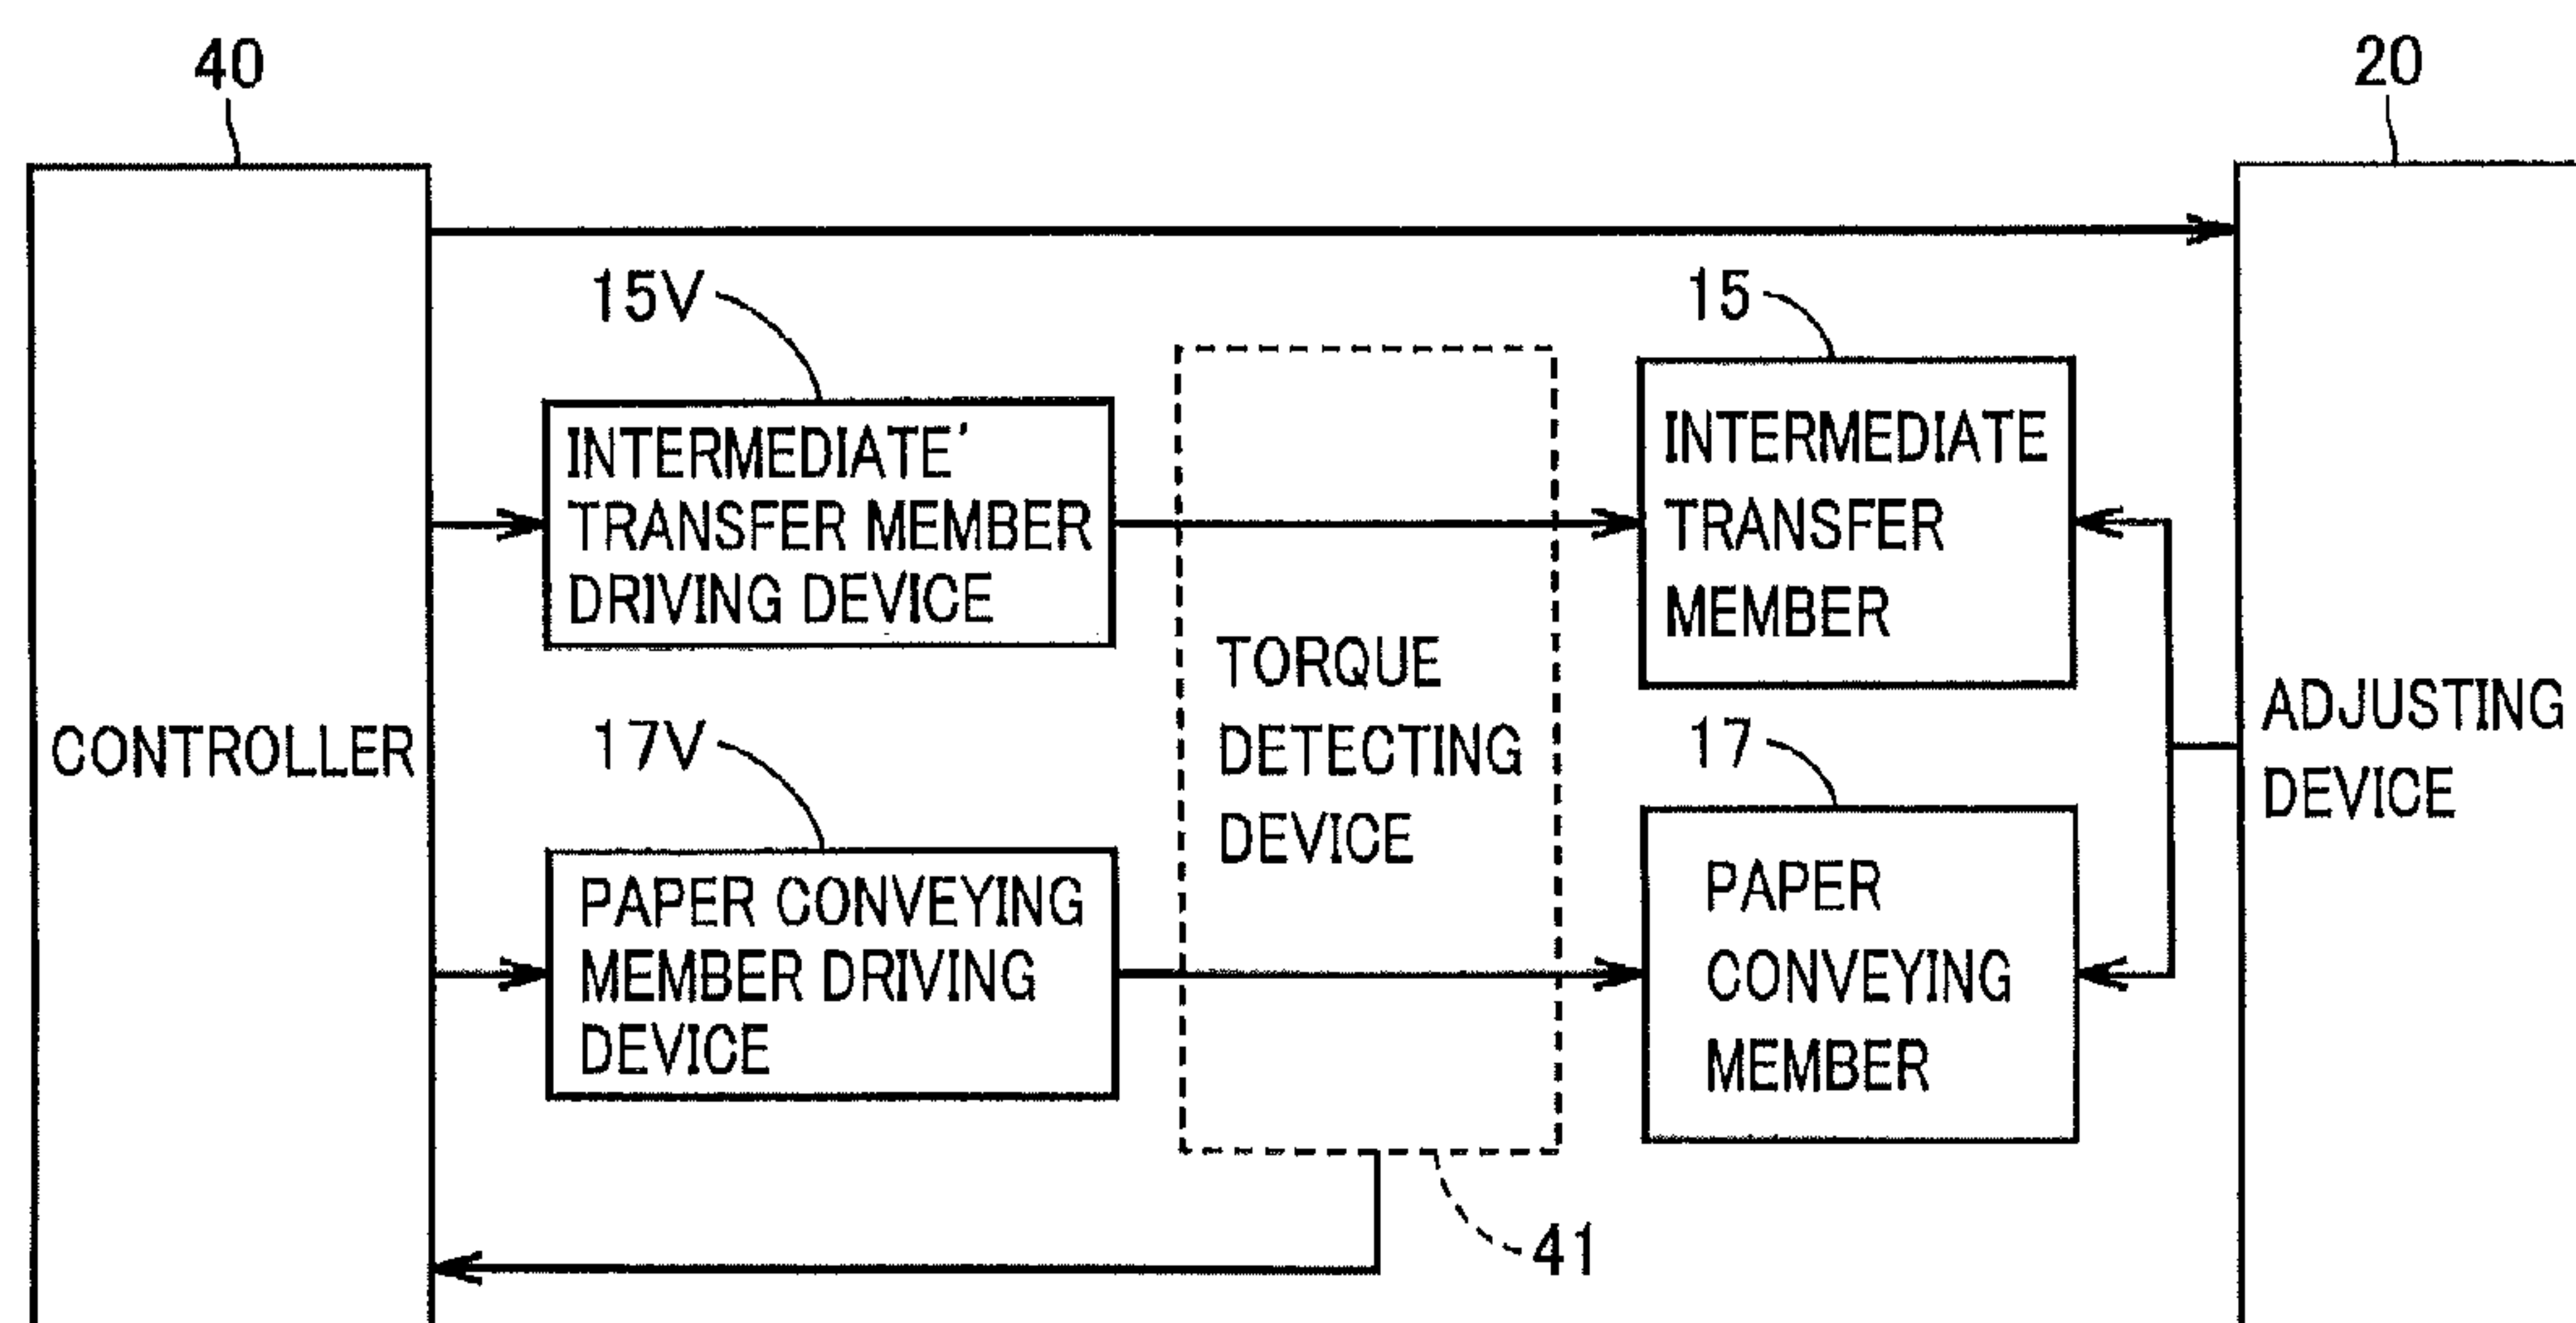 40
20
15V
15
INTERMEDIATE'
TRANSFER MEMBER
DRIVING DEVICE
INTERMEDIATE
TRANSFER
MEMBER
TORQUE
DETECTING
DEVICE
CONTROLLER
17V
17
ADJUSTING
DEVICE
PAPER CONVEYING
MEMBER DRIVING
DEVICE
PAPER
CONVEYING
MEMBER
41